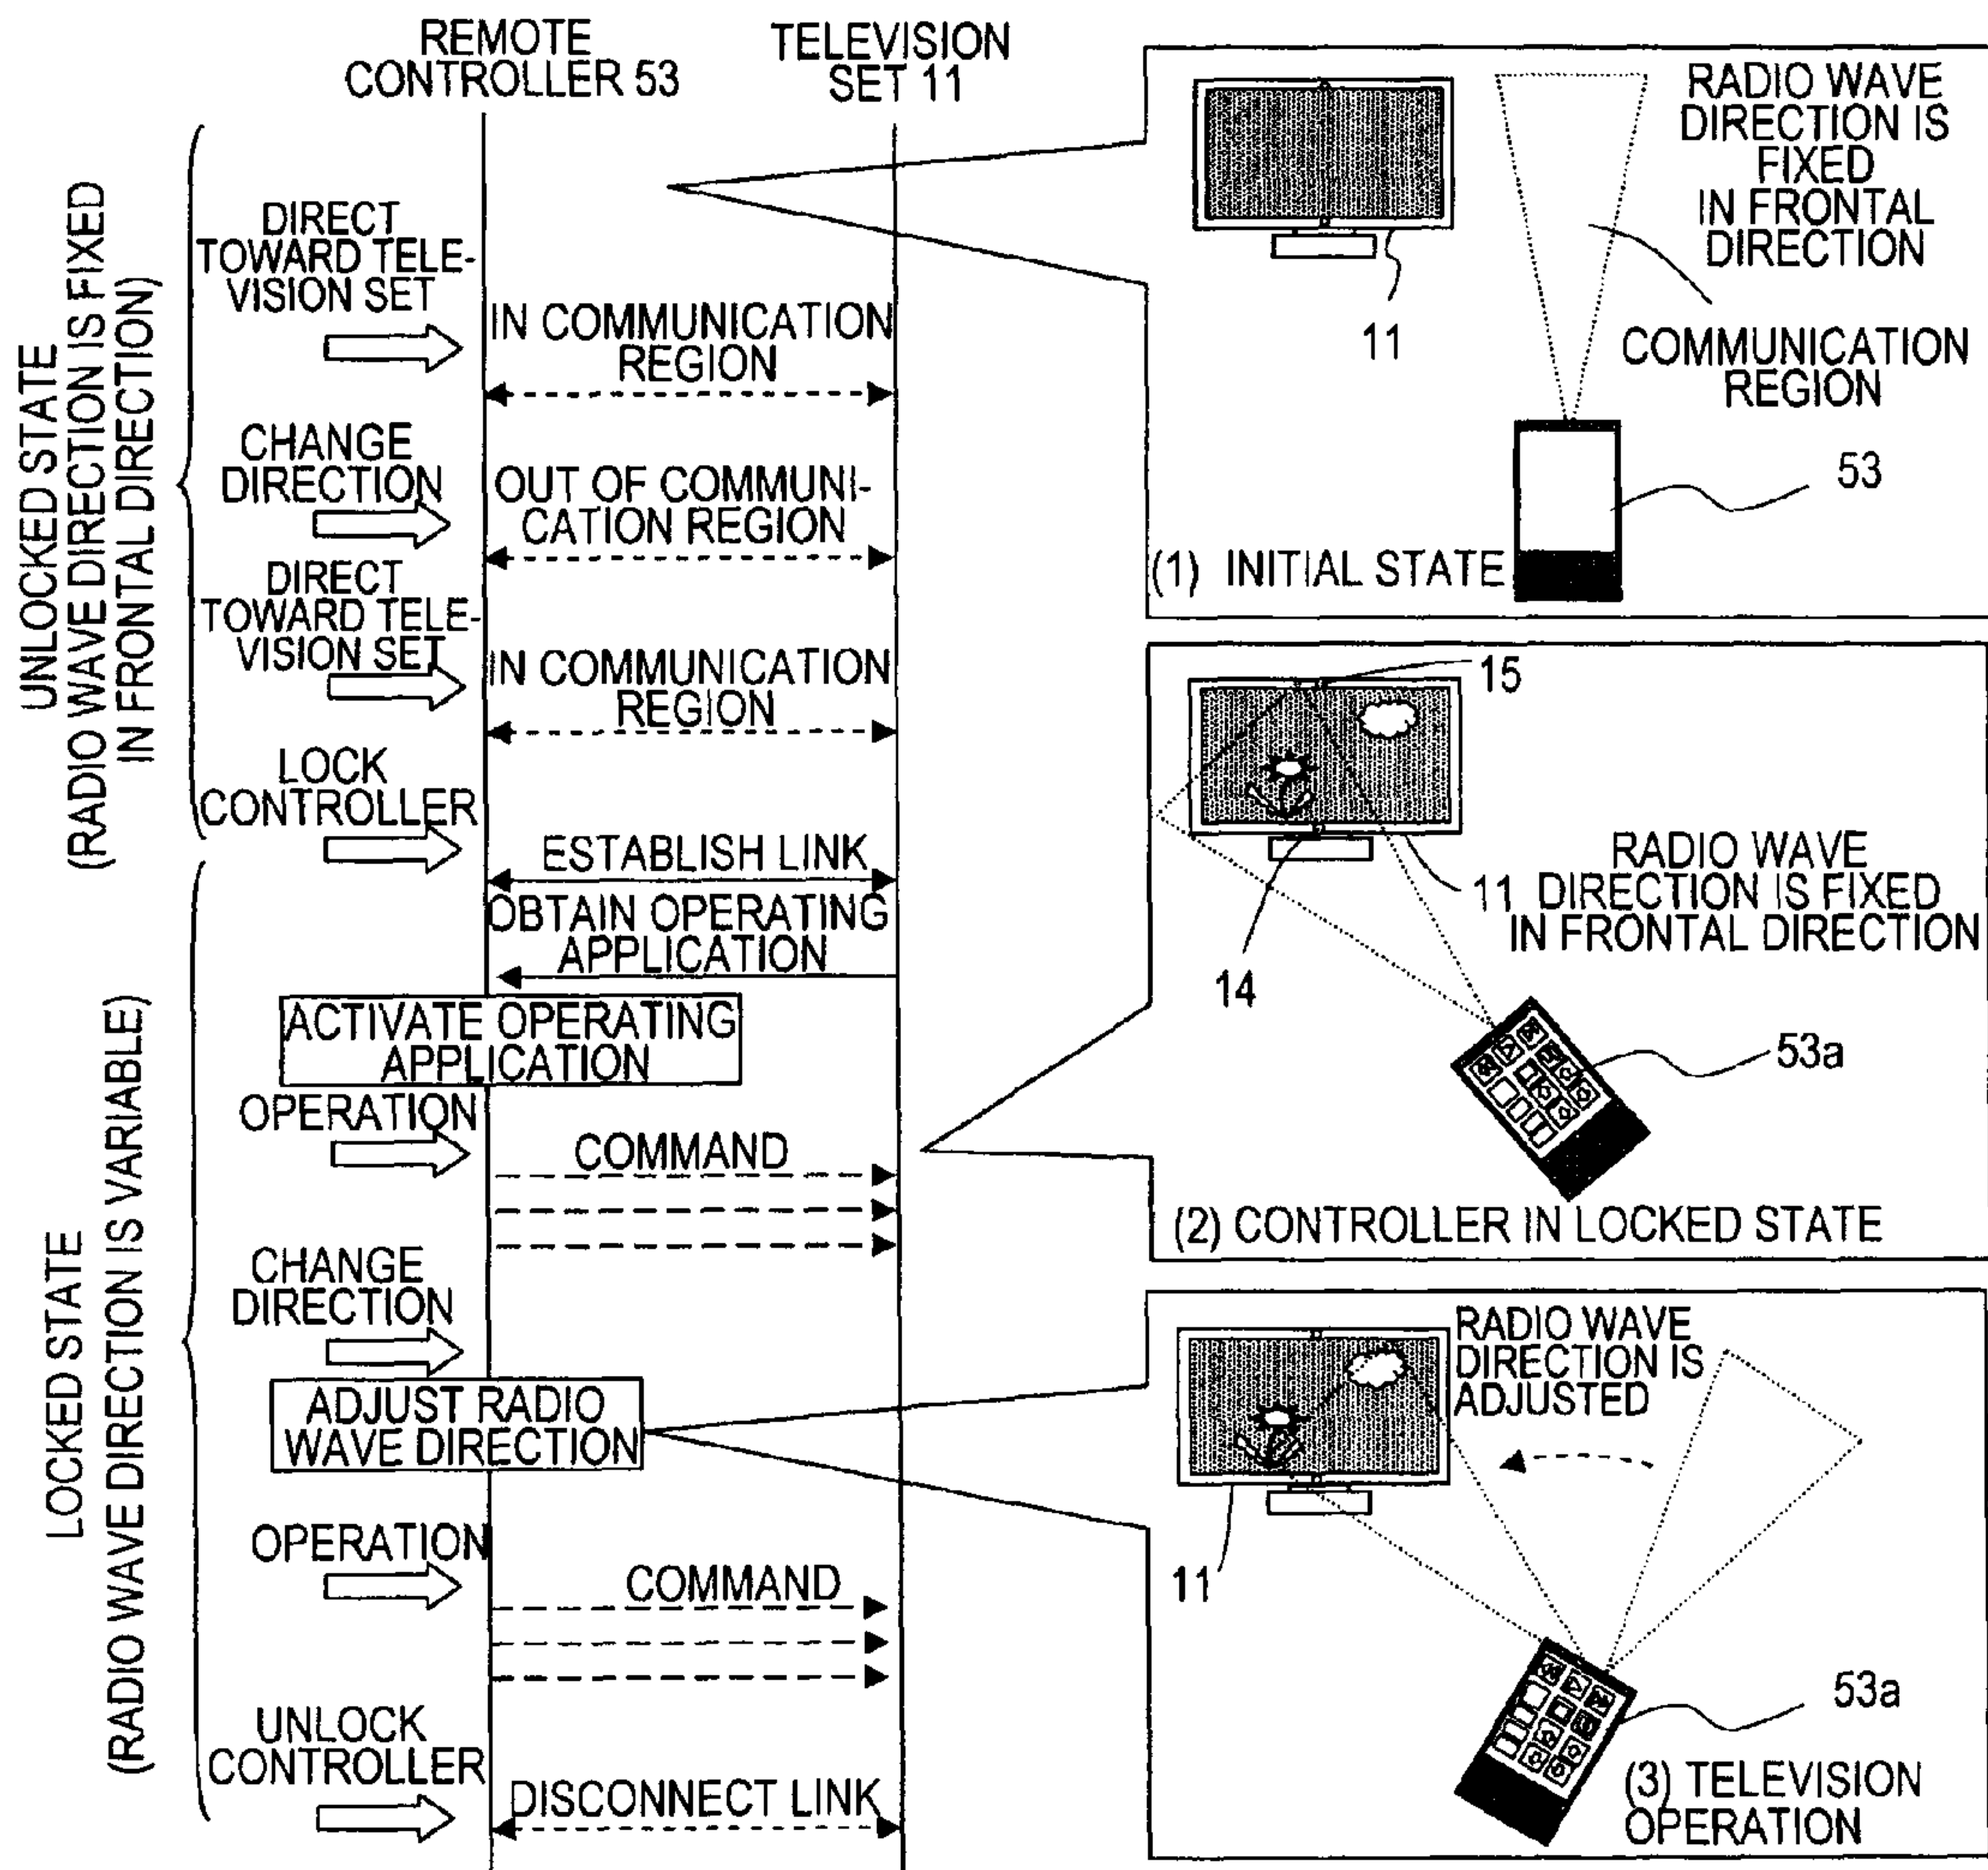 REMOTE
CONTROLLER 53
TELEVISION
SET 11
UNLOCKED STATE
(RADIO WAVE DIRECTION IS FIXED
IN FRONTAL DIRECTION)
DIRECT
TOWARD TELE-
VISION SET
IN COMMUNICATION
REGION
CHANGE
DIRECTION
OUT OF COMMUNI-
CATION REGION
DIRECT
TOWARD TELE-
VISION SET
IN COMMUNICATION
REGION
LOCK
CONTROLLER
ESTABLISH LINK
LOCKED STATE
(RADIO WAVE DIRECTION IS VARIABLE)
OBTAIN OPERATING
APPLICATION
ACTIVATE OPERATING
APPLICATION
OPERATION
COMMAND
CHANGE
DIRECTION
ADJUST RADIO
WAVE DIRECTION
OPERATION
COMMAND
UNLOCK
CONTROLLER
DISCONNECT LINK
RADIO WAVE
DIRECTION IS
FIXED
IN FRONTAL
DIRECTION
11
COMMUNICATION
REGION
53
(1) INITIAL STATE
15
RADIO WAVE
DIRECTION IS FIXED
IN FRONTAL DIRECTION
11
14
53a
(2) CONTROLLER IN LOCKED STATE
RADIO WAVE
DIRECTION IS
ADJUSTED
11
53a
(3) TELEVISION
OPERATION